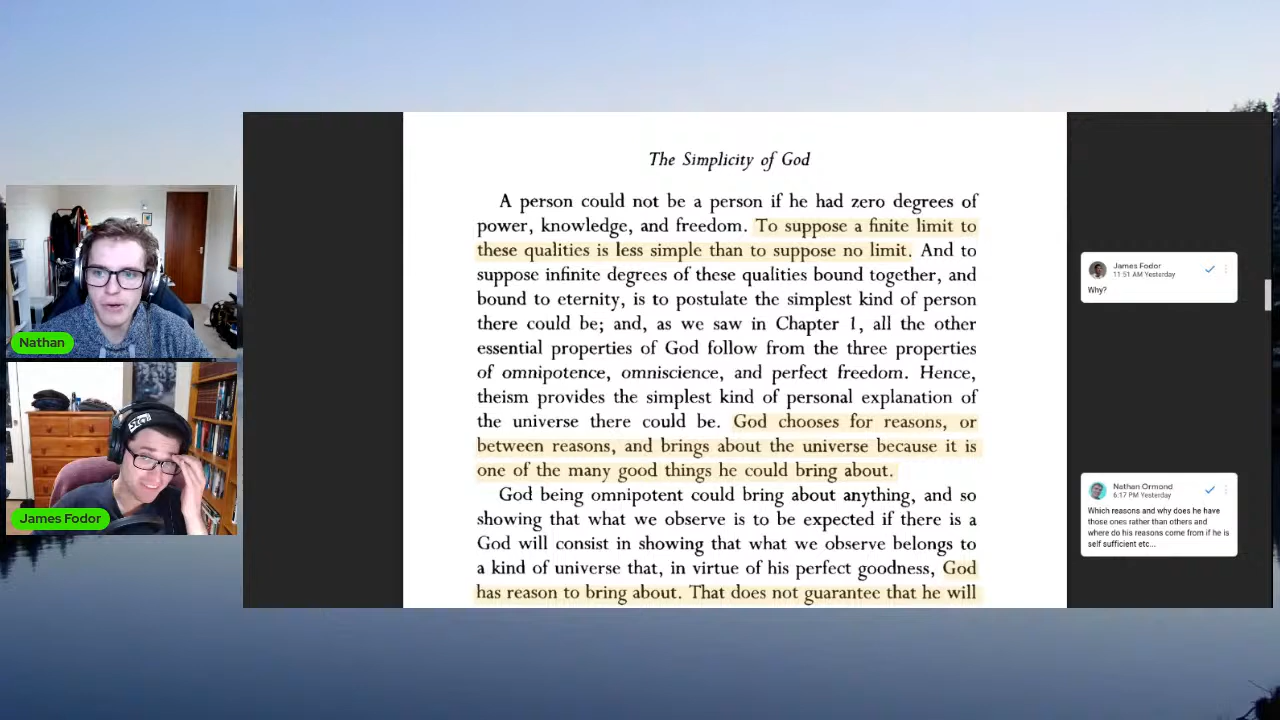 The Simplicity of God
A person could not be a person if he had zero degrees of
power, knowledge, and freedom. To suppose a finite limit to
these qualities is less simple than to suppose no limit. And to
suppose infinite degrees of these qualities bound together, and
bound to eternity, is to postulate the simplest kind of person
there could be; and, as we saw in Chapter 1, all the other
essential properties of God follow from the three properties
of omnipotence, omniscience, and perfect freedom. Hence,
theism provides the simplest kind of personal explanation of
the universe there could be. God chooses for reasons, or
between reasons, and brings about the universe because it is
one of the many good things he could bring about.
God being omnipotent could bring about anything, and so
showing that what we observe is to be expected if there is a
God will consist in showing that what we observe belongs to
a kind of universe that, in virtue of his perfect goodness, God
has reason to bring about. That does not guarantee that he will
James Fodor
11:51 AM Yesterday
Why?
Nathan Ormond
6:17 PM Yesterday
Which reasons and why does he have
those ones rather than others and
where do his reasons come from if he is
self sufficient etc...
Nathan
James Fodor